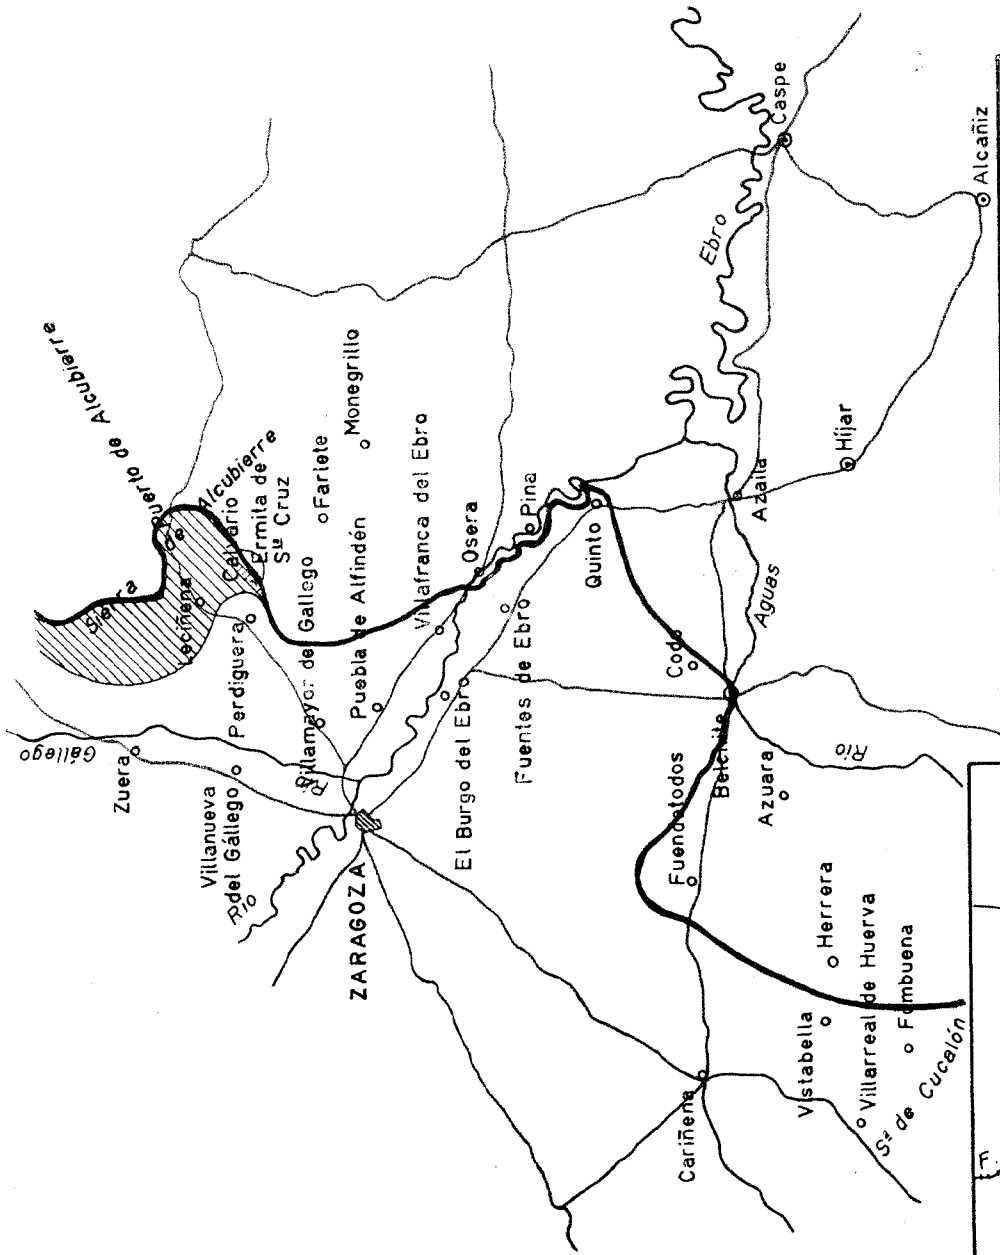 Puerto de Alcubierre
Sierra
de
Alcubierre
Leciñena
Calvario
Ermita de
Sta Cruz
Farlete
Monegrillo
Gállego
Zuera
Perdiguera
Villanueva
del Gállego
Villamayor de Gallego
Puebla de Alfindén
Villafranca del Ebro
Osera
Pina
Río
ZARAGOZA
El Burgo del Ebro
Fuentes de Ebro
Quinto
Ebro
Caspe
Alcañiz
Híjar
Azaila
Aguas
Río
Codo
Belchite
Azuara
Fuendetodos
Herrera
Villarreal de Huerva
Fombuena
Vistabella
Cariñena
Sª de Cucalón
F.